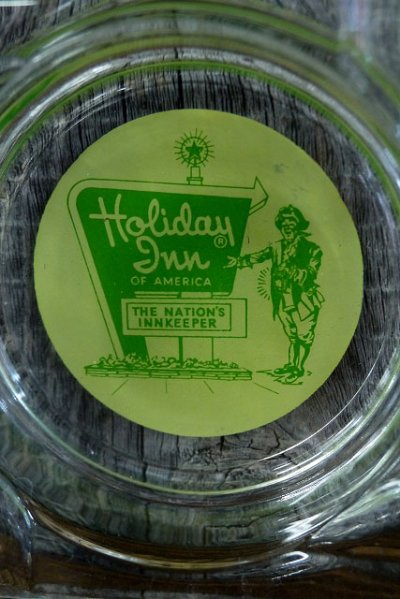 Holiday
Inn®
OF AMERICA
THE NATION'S
INNKEEPER